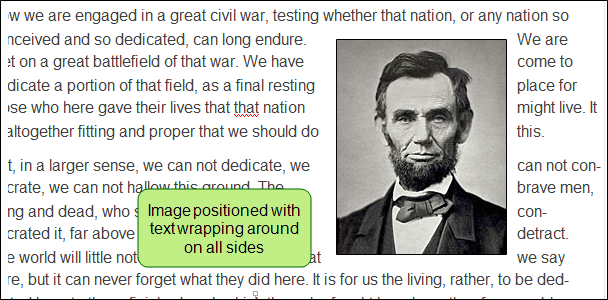 w we are engaged in a great civil war, testing whether that nation, or any nation so
nceived and so dedicated, can long endure. We are
et on a great battlefield of that war. We have come to
dicate a portion of that field, as a final resting place for
ose who here gave their lives that that nation might live. It
altogether fitting and proper that we should do this.
t, in a larger sense, we can not dedicate, we can not con-
crate, we can not hallow this ground. The brave men,
ng and dead, who con-
crated it, far above detract.
e world will little not at we say
re, but it can never forget what they did here. It is for us the living, rather, to be ded-
Image positioned with
text wrapping around
on all sides